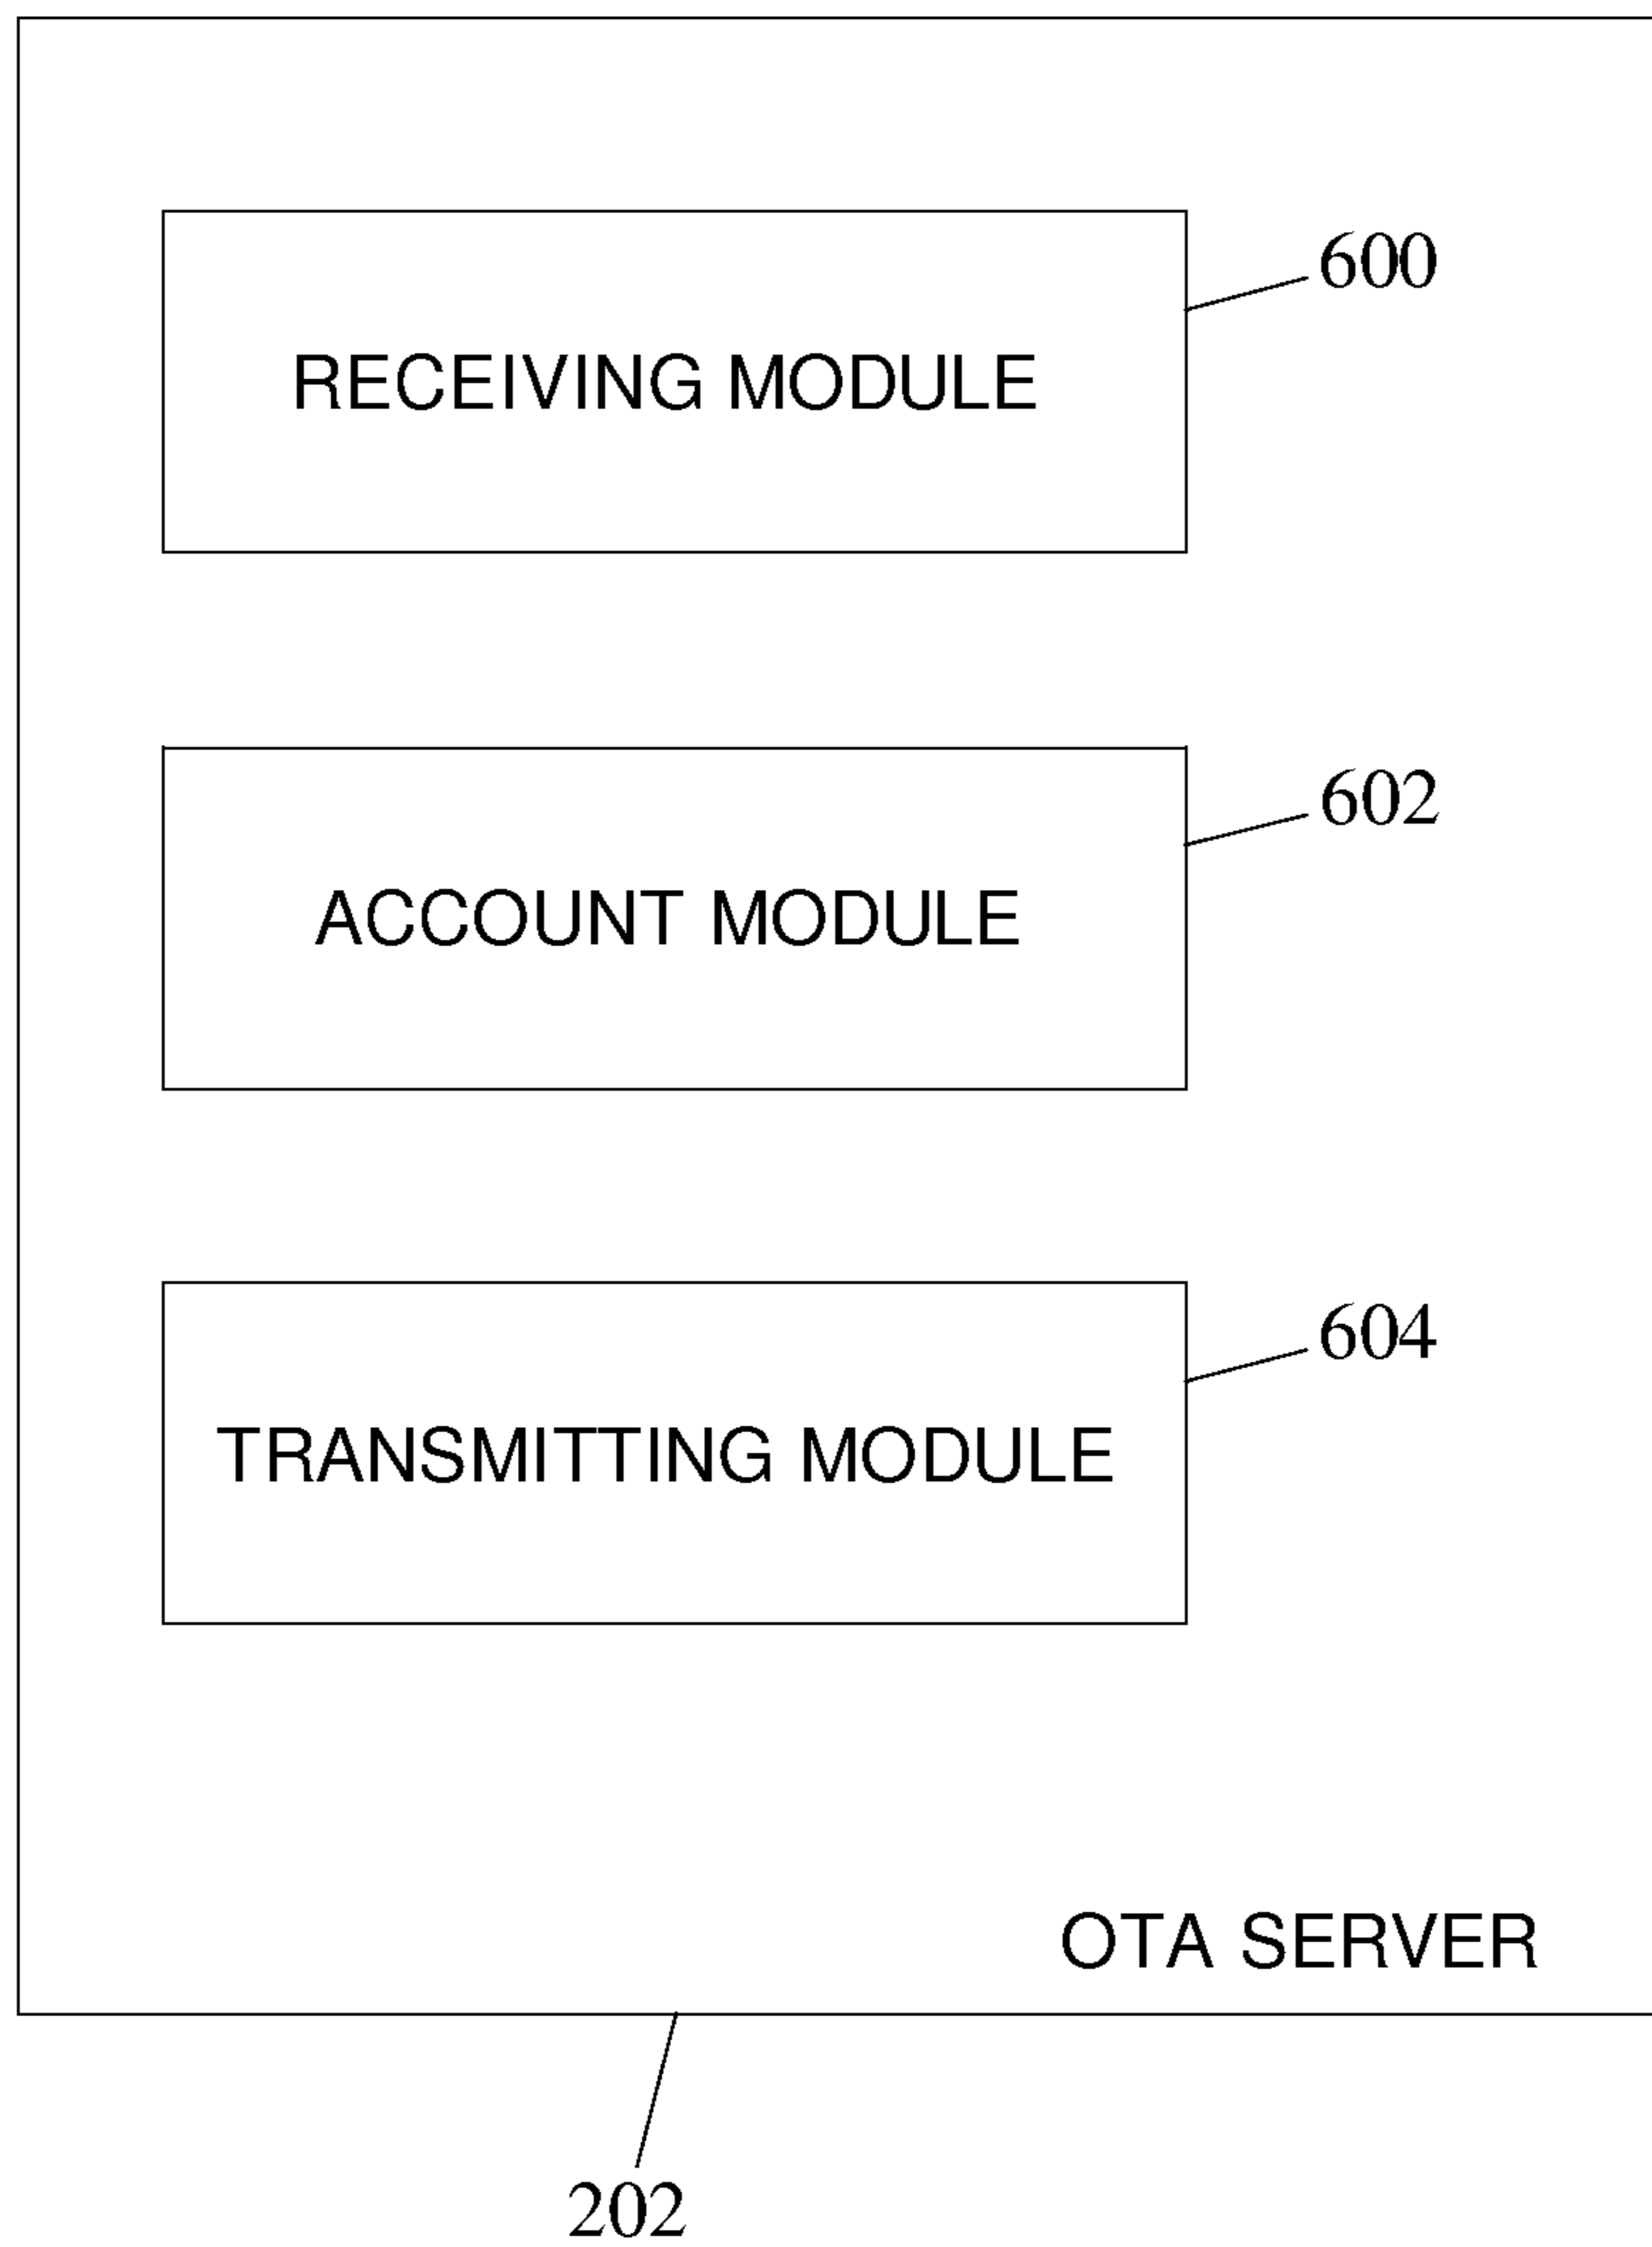 600
RECEIVING MODULE
602
ACCOUNT MODULE
604
TRANSMITTING MODULE
OTA SERVER
202